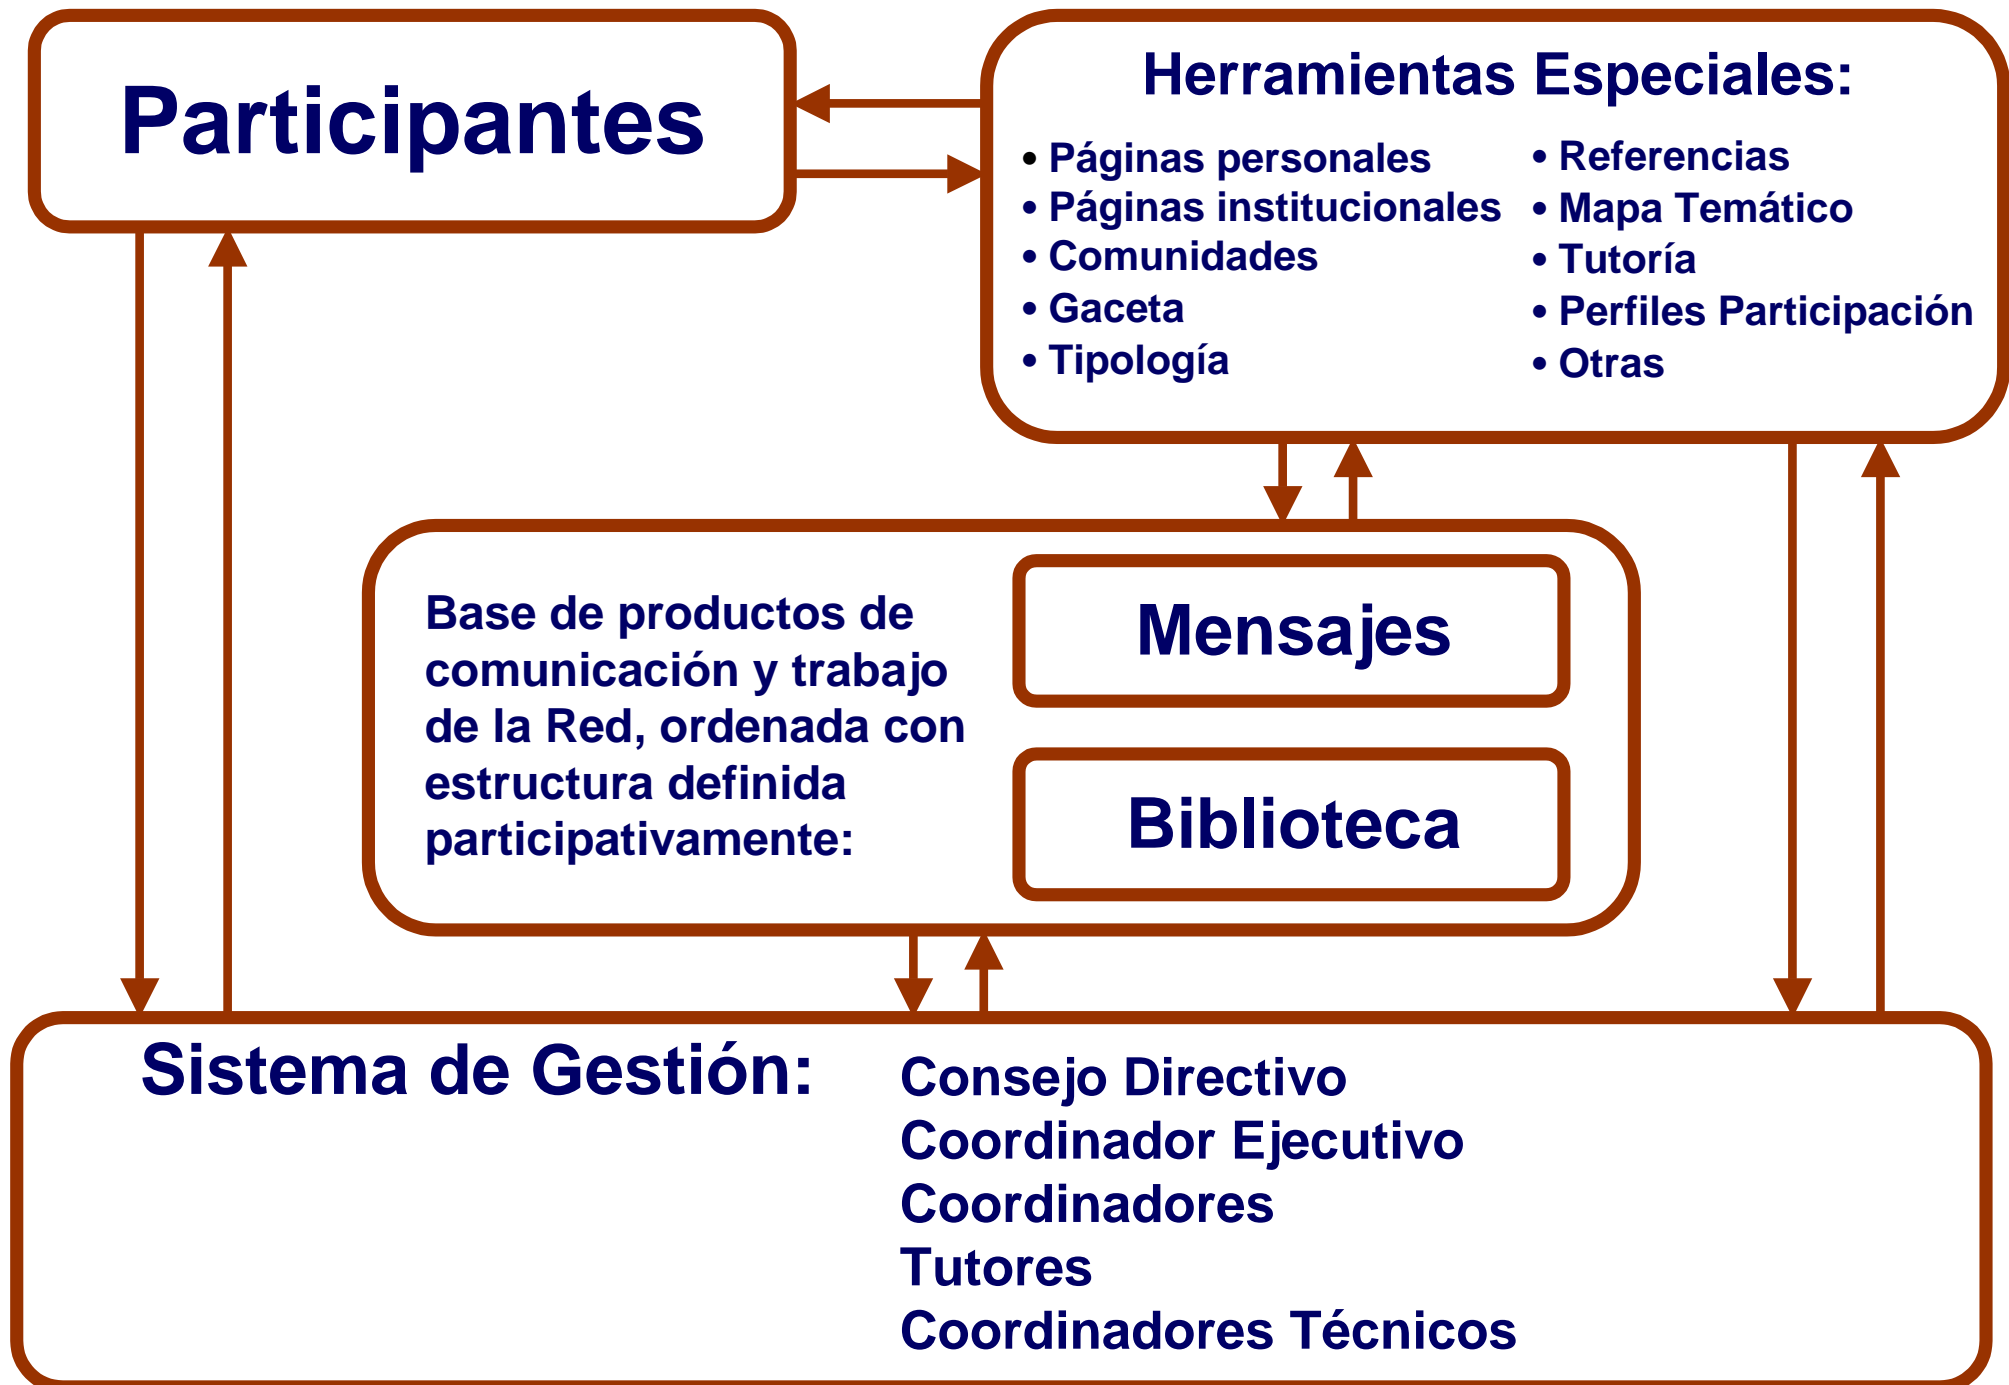 Participantes
Herramientas Especiales:
• Páginas personales
• Páginas institucionales
• Comunidades
• Gaceta
• Tipología
• Referencias
• Mapa Temático
• Tutoría
• Perfiles Participación
• Otras
Base de productos de
comunicación y trabajo
de la Red, ordenada con
estructura definida
participativamente:
Mensajes
Biblioteca
Sistema de Gestión:
Consejo Directivo
Coordinador Ejecutivo
Coordinadores
Tutores
Coordinadores Técnicos